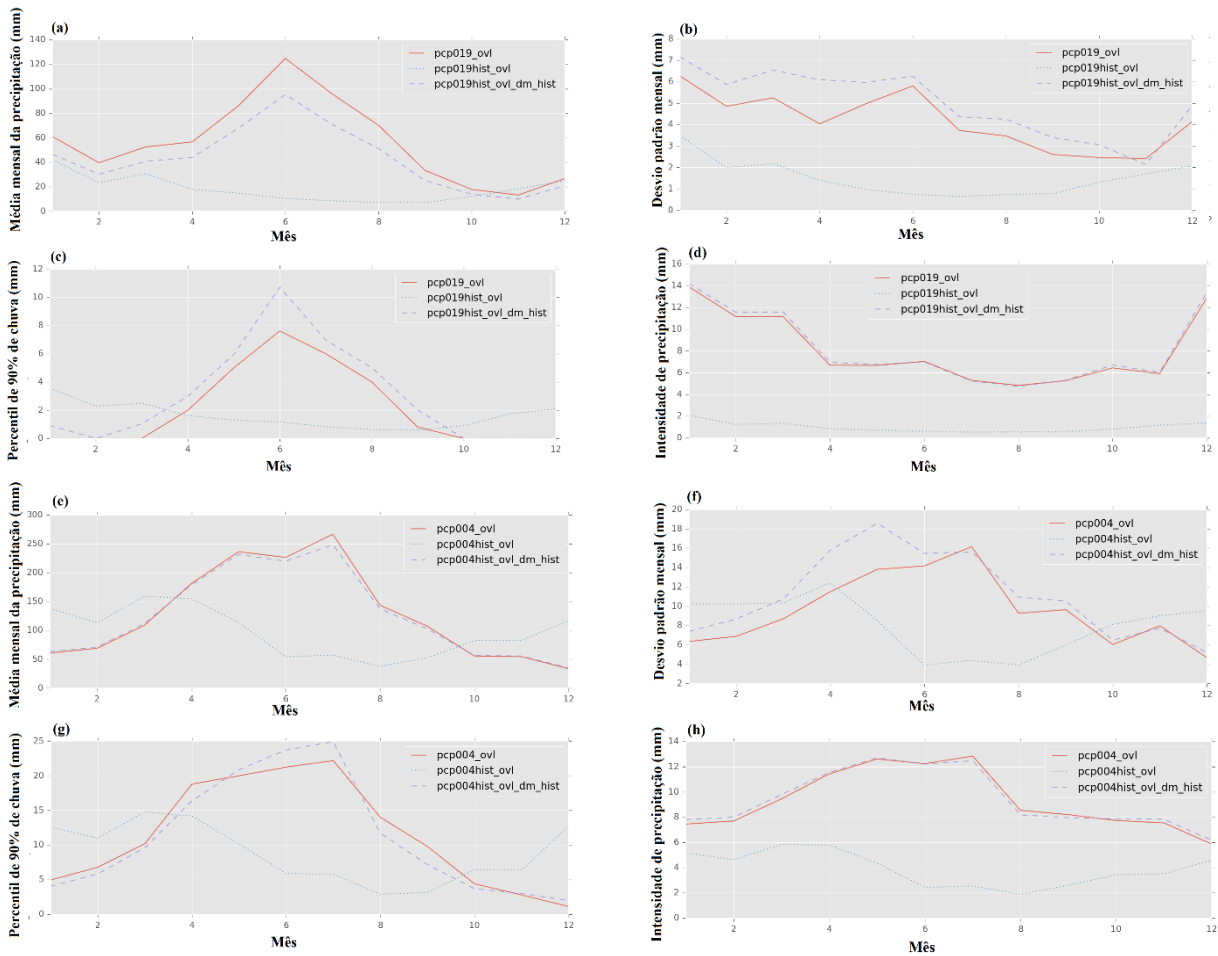 (a)
Média mensal da precipitação (mm)
140
120
100
80
60
40
20
0
pcp019_ovl
pcp019hist_ovl
pcp019hist_ovl_dm_hist
2
4
6
8
10
12
Mês
(b)
Desvio padrão mensal (mm)
8
7
6
5
4
3
2
1
0
pcp019_ovl
pcp019hist_ovl
pcp019hist_ovl_dm_hist
2
4
6
8
10
12
?
Mês
(c)
Percentil de 90% de chuva (mm)
12
10
8
6
4
2
0
pcp019_ovl
pcp019hist_ovl
pcp019hist_ovl_dm_hist
2
4
6
8
10
12
Mês
(d)
Intensidade de precipitação (mm)
16
14
12
10
8
6
4
2
0
pcp019_ovl
pcp019hist_ovl
pcp019hist_ovl_dm_hist
2
4
6
8
10
12
Mês
(e)
Média mensal da precipitação (mm)
300
250
200
150
100
50
0
pcp004_ovl
pcp004hist_ovl
pcp004hist_ovl_dm_hist
2
4
6
8
10
12
Mês
(f)
Desvio padrão mensal (mm)
20
18
16
14
12
10
8
6
4
2
pcp004_ovl
pcp004hist_ovl
pcp004hist_ovl_dm_hist
2
4
6
8
10
12
Mês
(g)
Percentil de 90% de chuva (mm)
25
20
15
10
5
0
pcp004_ovl
pcp004hist_ovl
pcp004hist_ovl_dm_hist
2
4
6
8
10
12
Mês
(h)
Intensidade de precipitação (mm)
14
12
10
8
6
4
2
0
pcp004_ovl
pcp004hist_ovl
pcp004hist_ovl_dm_hist
2
4
6
8
10
12
Mês